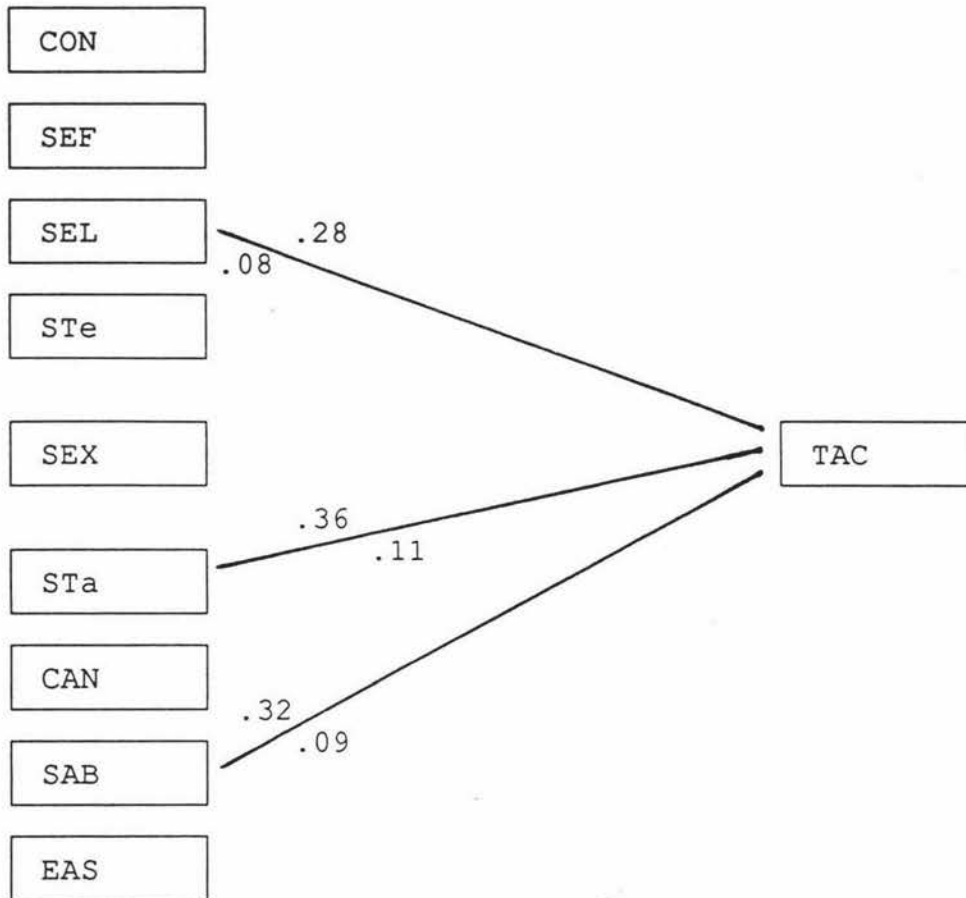 CON
SEF
SEL
.28
.08
STe
SEX
TAC
.36
.11
STa
CAN
.32
.09
SAB
EAS